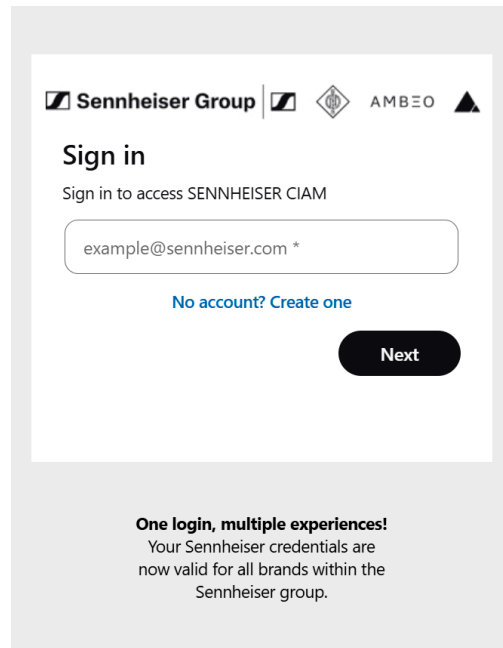 Sennheiser Group AMBEO
Sign in
Sign in to access SENNHEISER CIAM
example@sennheiser.com *
No account? Create one
Next
One login, multiple experiences!
Your Sennheiser credentials are
now valid for all brands within the
Sennheiser group.